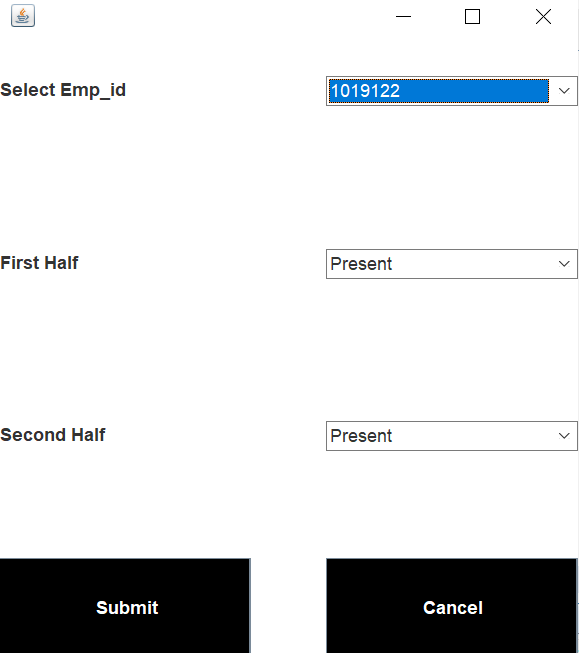 Select Emp_id 1019122
First Half Present
Second Half Present
Submit Cancel